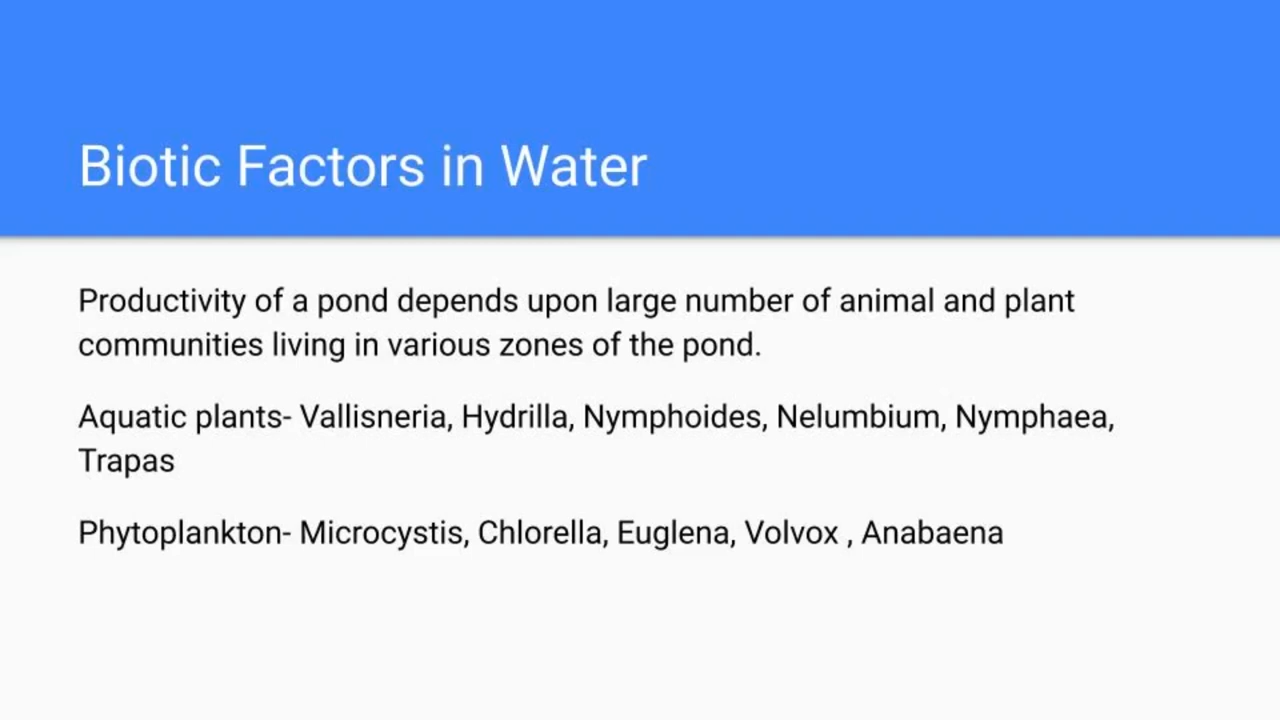 Biotic Factors in Water
Productivity of a pond depends upon large number of animal and plant
communities living in various zones of the pond.
Aquatic plants- Vallisneria, Hydrilla, Nymphoides, Nelumbium, Nymphaea,
Trapas
Phytoplankton- Microcystis, Chlorella, Euglena, Volvox , Anabaena